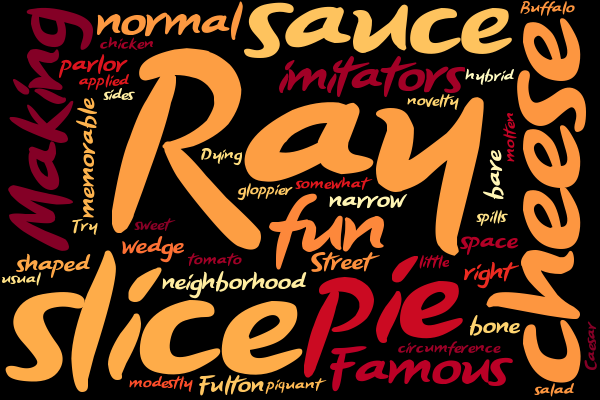 Making
normal
sauce
Buffalo
chicken
parlor
applied
sides
imitators
hybrid
novelty
cheese
molten
memorable
Ray
Dying
gloppier
somewhat
narrow
bare
Try
sweet
fun
spills
wedge
tomato
Street
space
shaped
usual
little
right
neighborhood
slice
pie
bone
circumference
Famous
Caesar
modestly
Fulton
piquant
salad